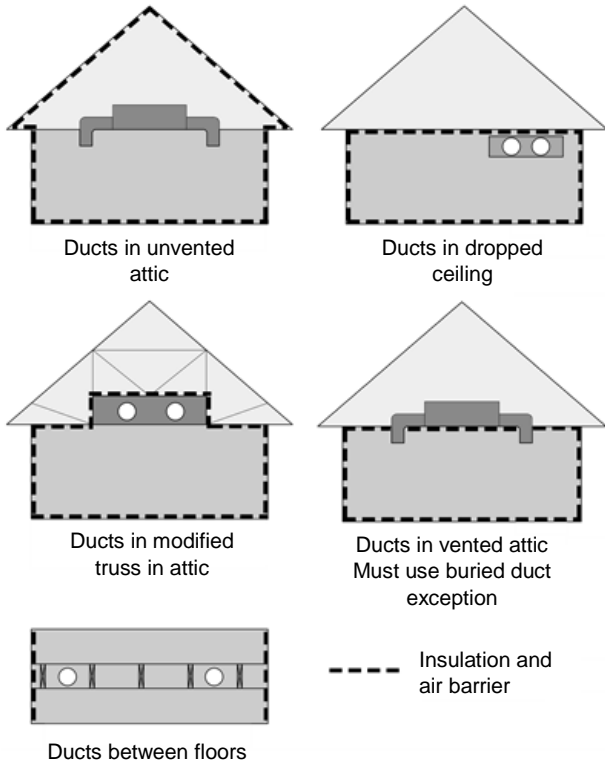 Ducts in unvented
attic
Ducts in dropped
ceiling
Ducts in modified
truss in attic
Ducts in vented attic
Must use buried duct
exception
Insulation and
air barrier
Ducts between floors